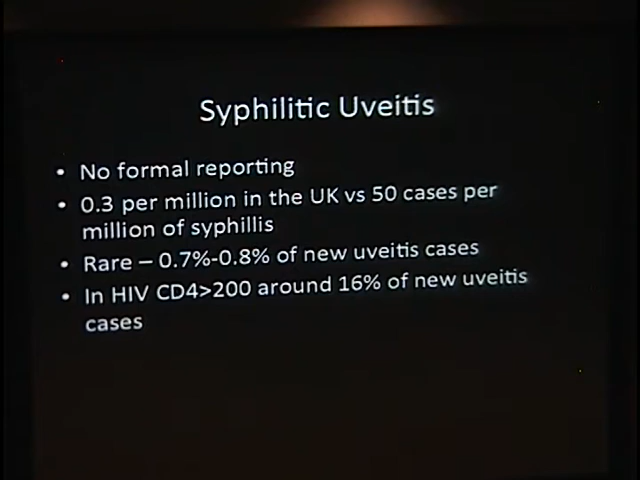 Syphilitic Uveitis
• No formal reporting
• 0.3 per million in the UK vs 50 cases per
million of syphillis
• Rare – 0.7%-0.8% of new uveitis cases
• In HIV CD4>200 around 16% of new uveitis
cases